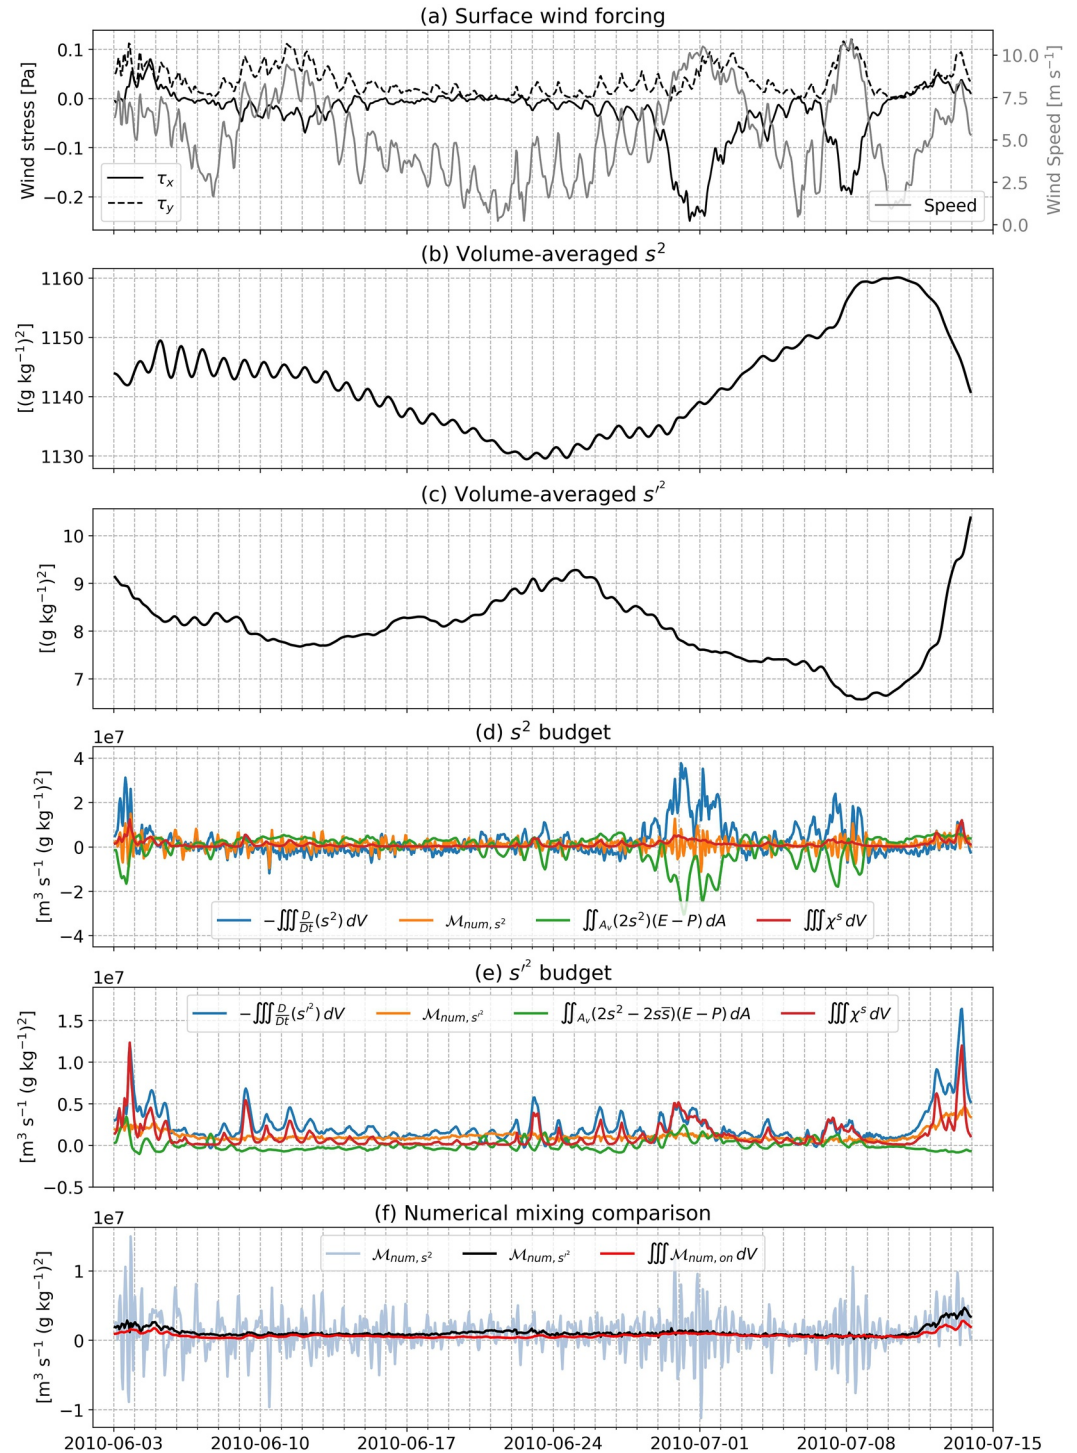 (a) Surface wind forcing
0.1
0.0
−0.1
−0.2
Wind stress [Pa]
τx
τy
10.0
7.5
5.0
2.5
0.0
Wind Speed [m s⁻¹]
Speed
(b) Volume-averaged s²
1160
1150
1140
1130
[(g kg⁻¹)²]
(c) Volume-averaged s′²
10
9
8
7
[(g kg⁻¹)²]
1e7
(d) s² budget
4
2
0
−2
−4
[m³ s⁻¹ (g kg⁻¹)²]
−∭ D/Dt (s²) dV
ℳnum, s²
∬Aᵥ(2s²)(E − P) dA
∭χˢ dV
1e7
(e) s′² budget
1.5
1.0
0.5
0.0
−0.5
[m³ s⁻¹ (g kg⁻¹)²]
−∭ D/Dt (s′²) dV
ℳnum, s′²
∬Aᵥ(2s² − 2ss̅)(E − P) dA
∭χˢ dV
1e7
(f) Numerical mixing comparison
1
0
−1
[m³ s⁻¹ (g kg⁻¹)²]
ℳnum, s²
ℳnum, s′²
∭ℳnum, on dV
2010-06-03
2010-06-10
2010-06-17
2010-06-24
2010-07-01
2010-07-08
2010-07-15